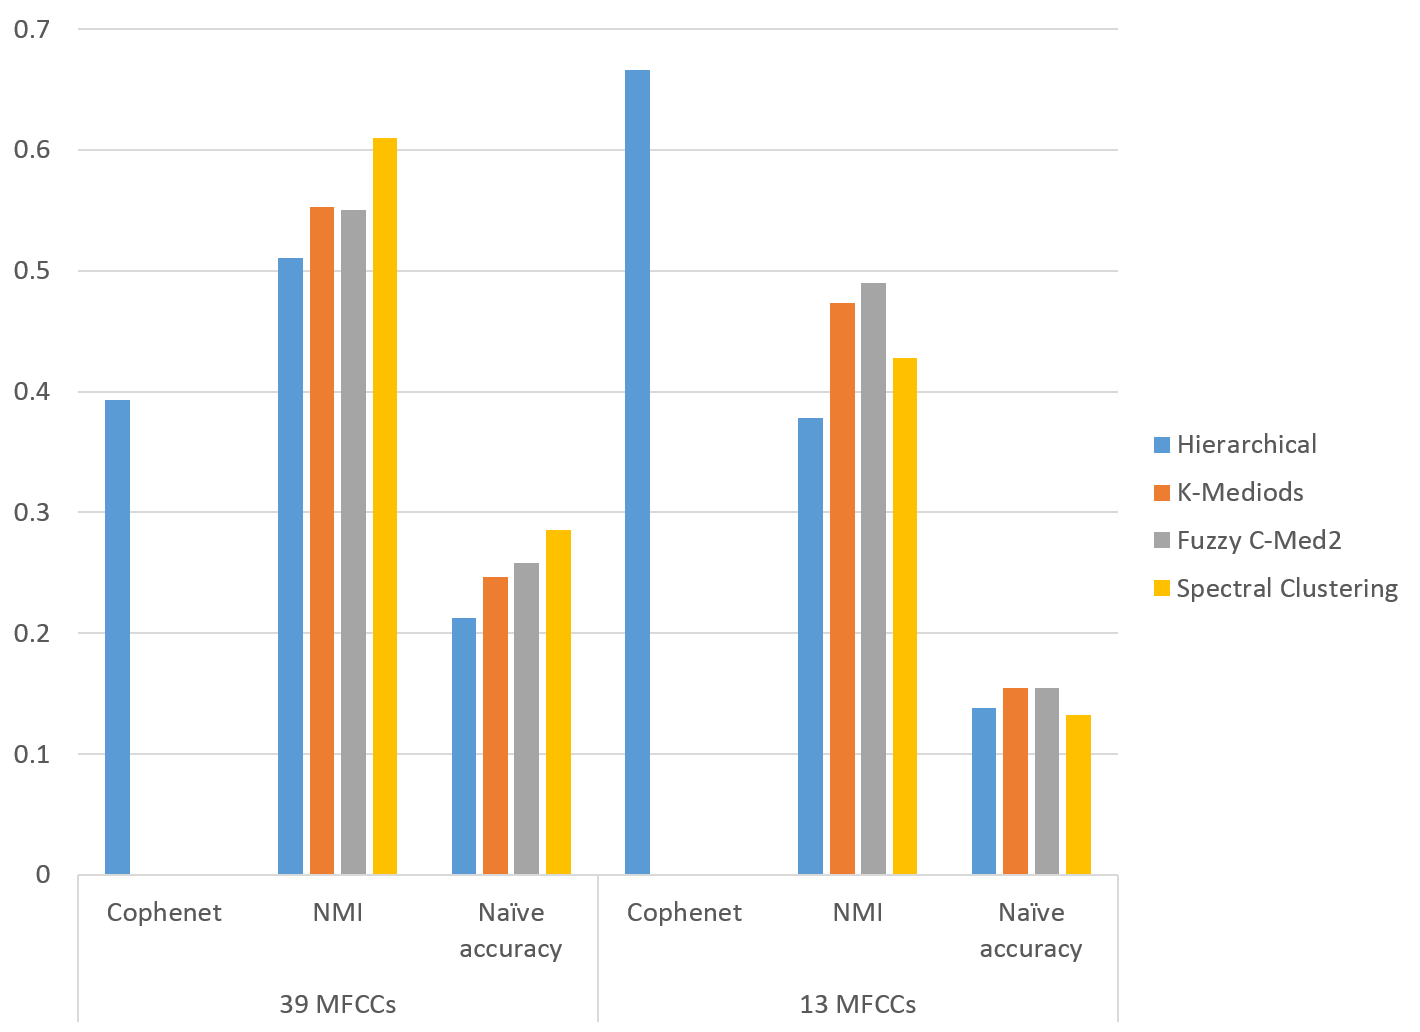 0.7
0.6
0.5
0.4
0.3
0.2
0.1
0
Cophenet
NMI
Naïve
accuracy
Cophenet
NMI
Naïve
accuracy
39 MFCCs
13 MFCCs
Hierarchical
K-Mediods
Fuzzy C-Med2
Spectral Clustering